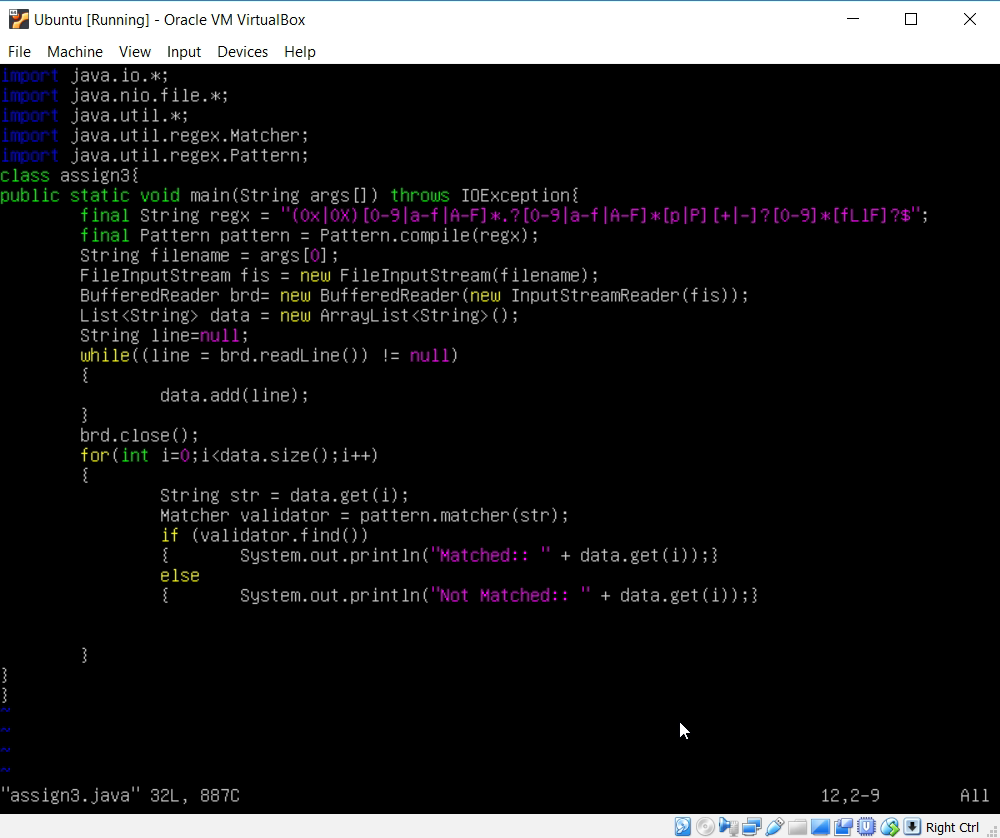 Ubuntu [Running] - Oracle VM VirtualBox
File Machine View Input Devices Help
import java.io.*;
import java.nio.file.*;
import java.util.*;
import java.util.regex.Matcher;
import java.util.regex.Pattern;
class assign3{
public static void main(String args[]) throws IOException{
        final String regx = "(0x|0X)[0-9|a-f|A-F]*.?[0-9|a-f|A-F]*[p|P][+|-]?[0-9]*[fLlF]?$";
        final Pattern pattern = Pattern.compile(regx);
        String filename = args[0];
        FileInputStream fis = new FileInputStream(filename);
        BufferedReader brd= new BufferedReader(new InputStreamReader(fis));
        List<String> data = new ArrayList<String>();
        String line=null;
        while((line = brd.readLine()) != null)
        {
                data.add(line);
        }
        brd.close();
        for(int i=0;i<data.size();i++)
        {
                String str = data.get(i);
                Matcher validator = pattern.matcher(str);
                if (validator.find())
                {       System.out.println("Matched:: " + data.get(i));}
                else
                {       System.out.println("Not Matched:: " + data.get(i));}
        }
}
}
~
~
~
~
"assign3.java" 32L, 887C 12,2-9 All
Right Ctrl